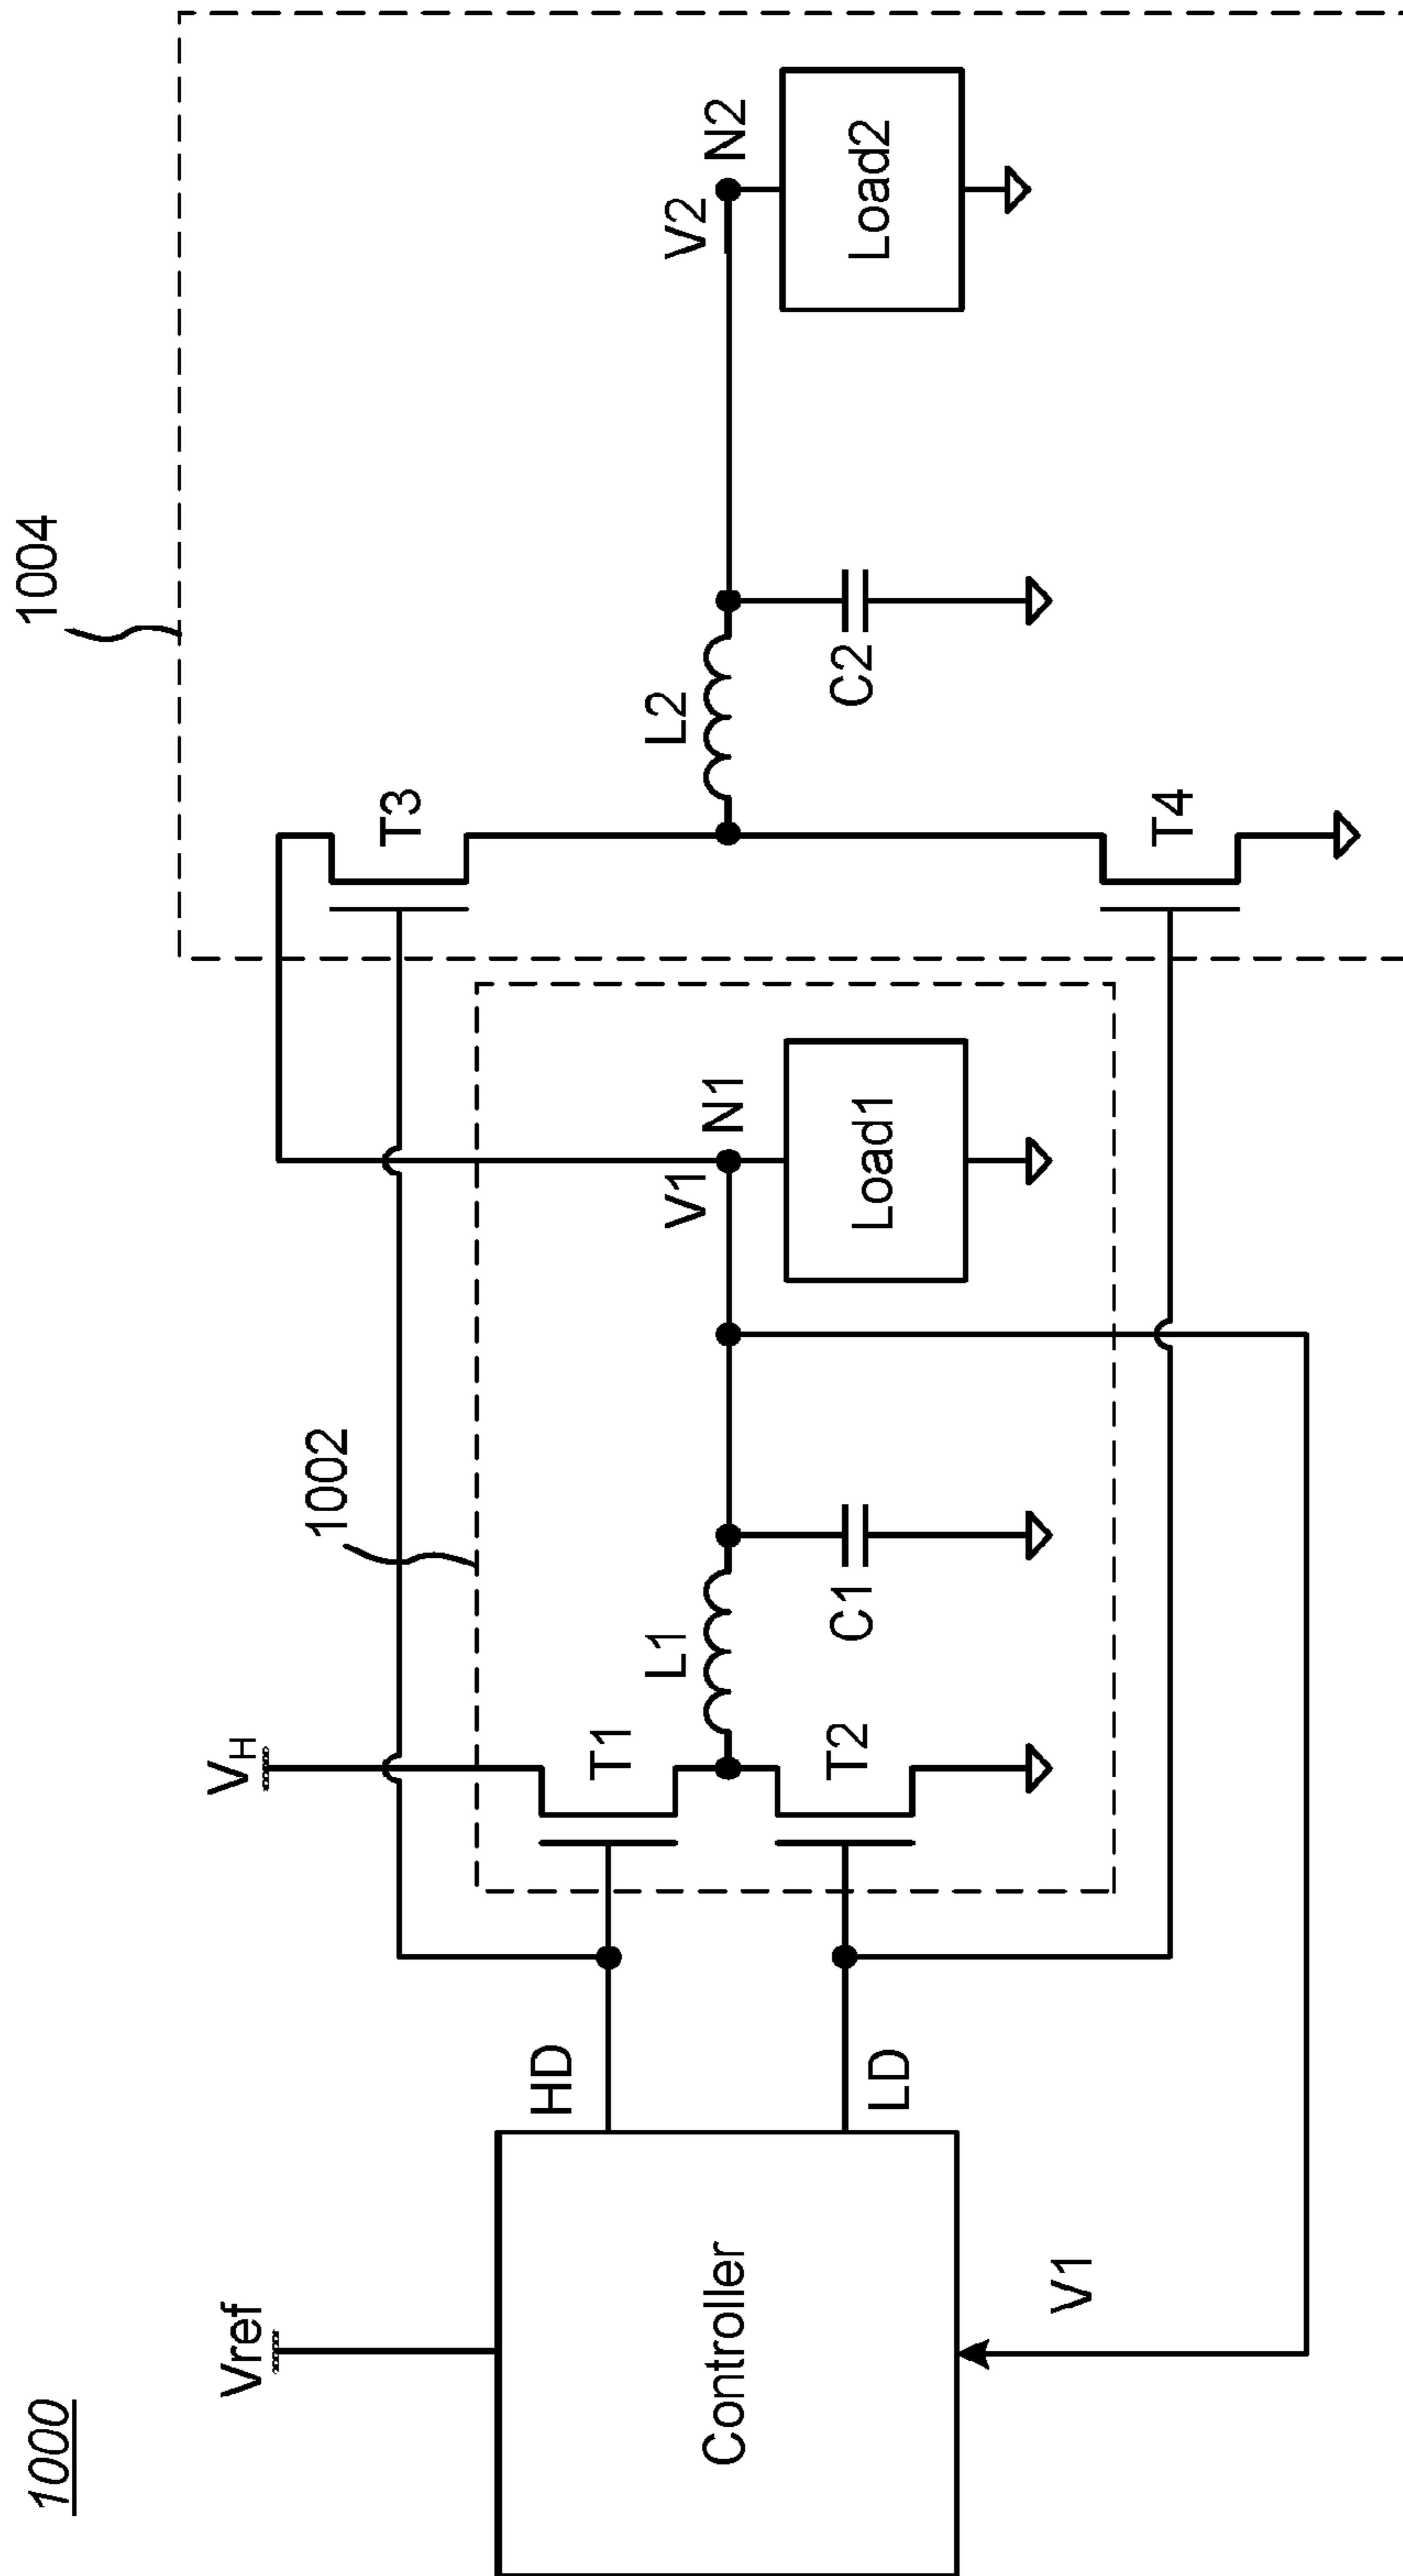 1000
1004
1002
Vref
VH
Controller
HD
LD
V1
T1
T2
L1
C1
V1
N1
Load1
T3
T4
L2
C2
V2
N2
Load2